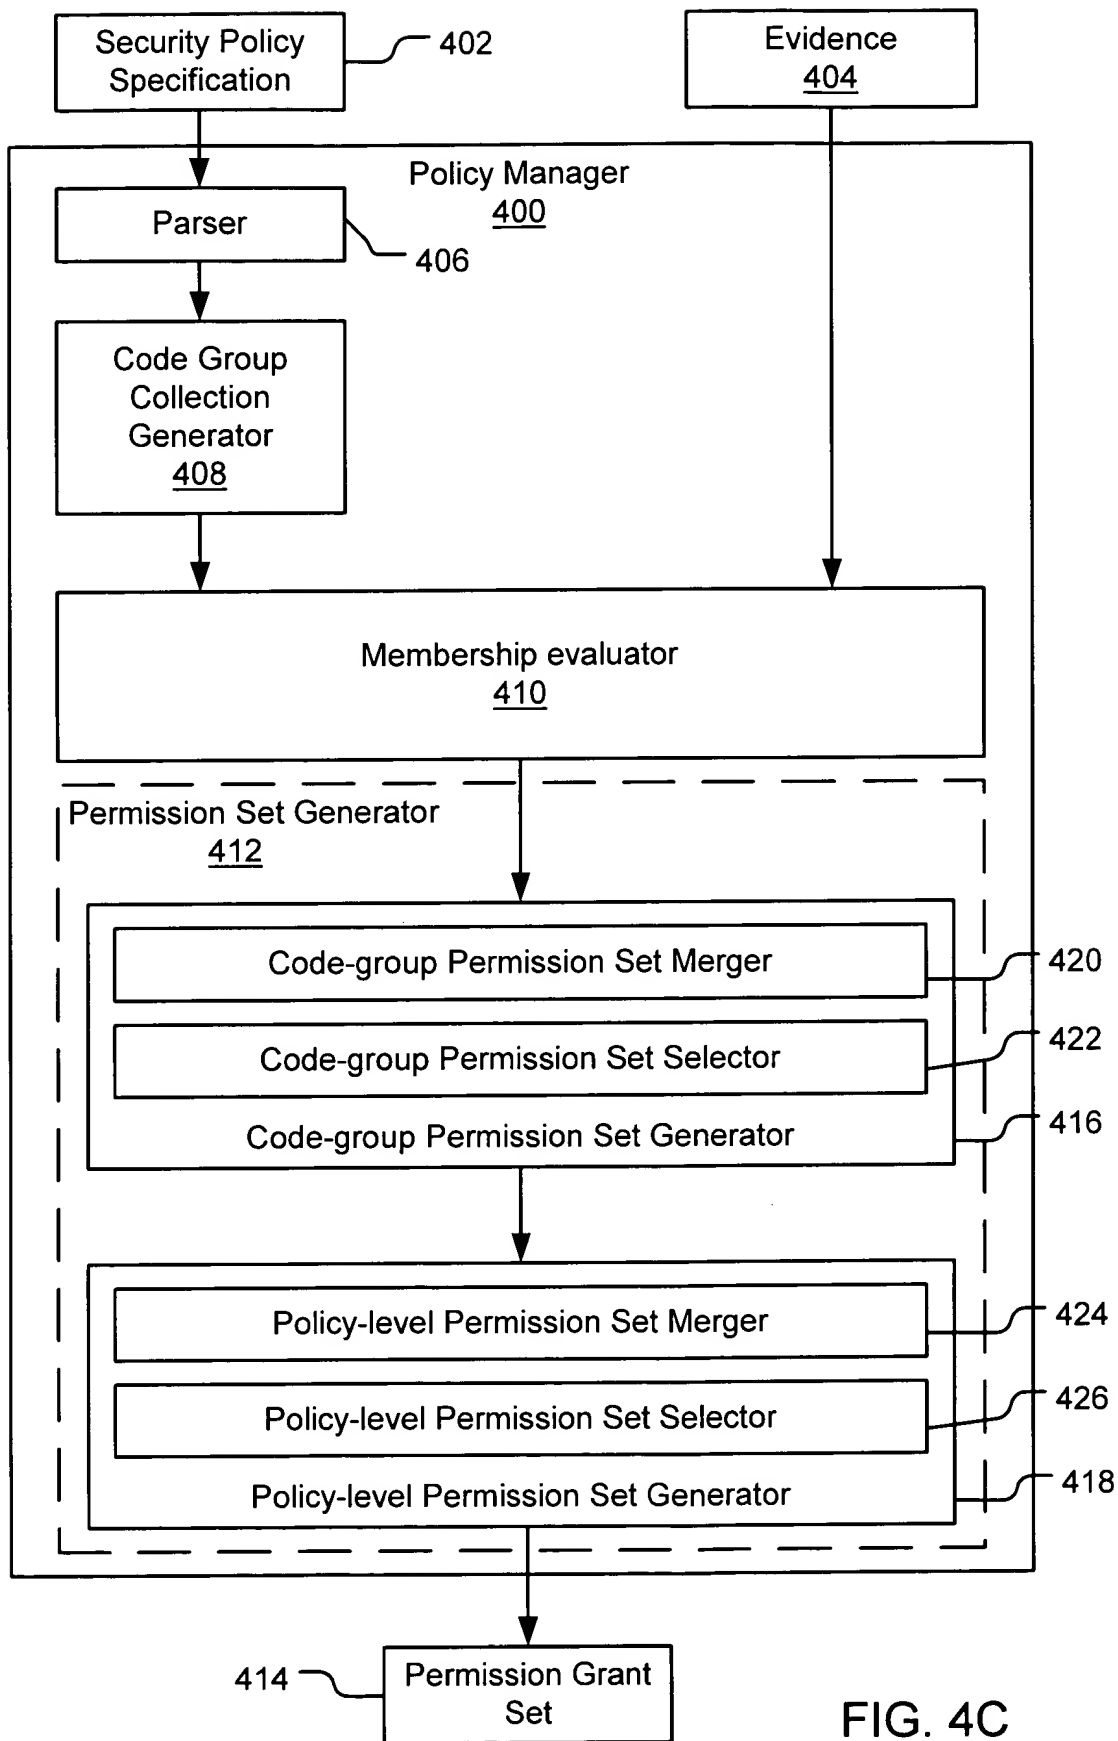 Security Policy
Specification
402
Evidence
404
Policy Manager
400
Parser
406
Code Group
Collection
Generator
408
Membership evaluator
410
Permission Set Generator
412
Code-group Permission Set Merger
420
Code-group Permission Set Selector
422
Code-group Permission Set Generator
416
Policy-level Permission Set Merger
424
Policy-level Permission Set Selector
426
Policy-level Permission Set Generator
418
414
Permission Grant
Set
FIG. 4C